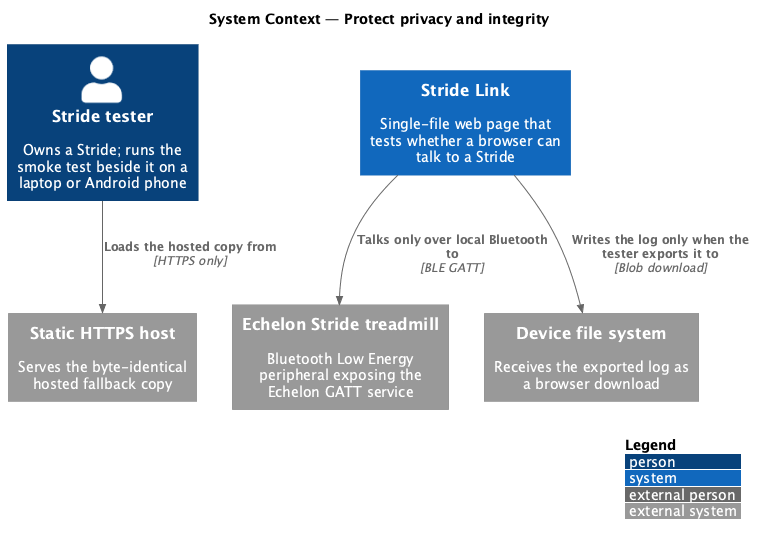 System Context — Protect privacy and integrity
Stride tester
Owns a Stride; runs the
smoke test beside it on a
laptop or Android phone
Stride Link
Single-file web page that
tests whether a browser can
talk to a Stride
Loads the hosted copy from
[HTTPS only]
Talks only over local Bluetooth
to
[BLE GATT]
Writes the log only when the
tester exports it to
[Blob download]
Static HTTPS host
Serves the byte-identical
hosted fallback copy
Echelon Stride treadmill
Bluetooth Low Energy
peripheral exposing the
Echelon GATT service
Device file system
Receives the exported log as
a browser download
Legend
person
system
external person
external system